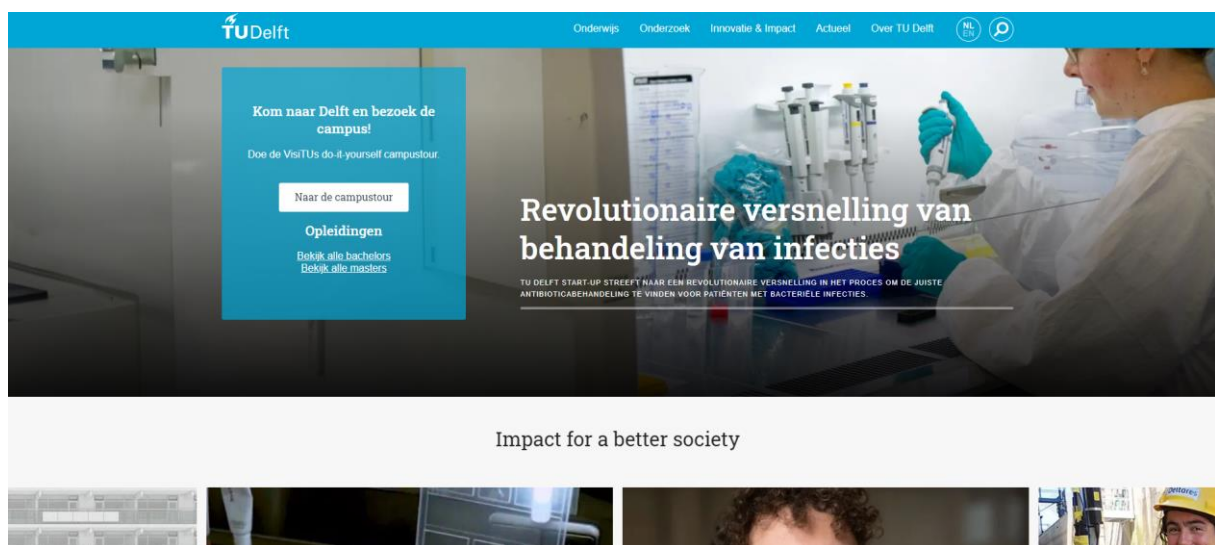 TU Delft
Onderwijs Onderzoek Innovatie & Impact Actueel Over TU Delft NL
EN
Kom naar Delft en bezoek de
campus!
Doe de VisiTUs do-it-yourself campustour.
Naar de campustour
Opleidingen
Bekijk alle bachelors
Bekijk alle masters
Revolutionaire versnelling van
behandeling van infecties
TU DELFT START-UP STREEFT NAAR EEN REVOLUTIONAIRE VERSNELLING IN HET PROCES OM DE JUISTE
ANTIBIOTICABEHANDELING TE VINDEN VOOR PATIËNTEN MET BACTERIËLE INFECTIES.
Impact for a better society
Deltares